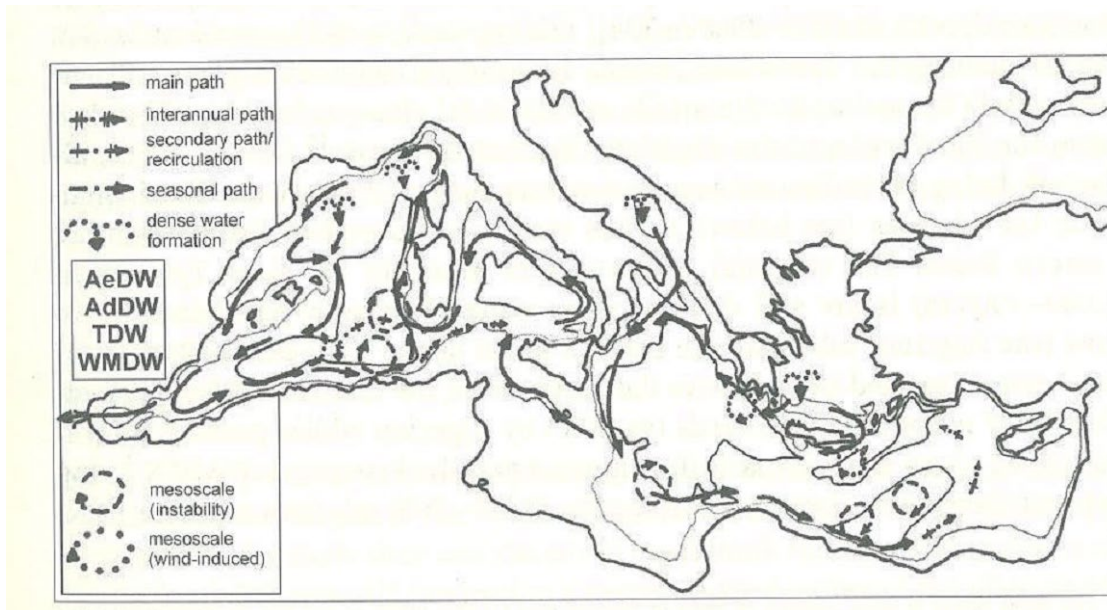 main path
interannual path
secondary path/
recirculation
seasonal path
dense water
formation
AeDW
AdDW
TDW
WMDW
mesoscale
(instability)
mesoscale
(wind-induced)